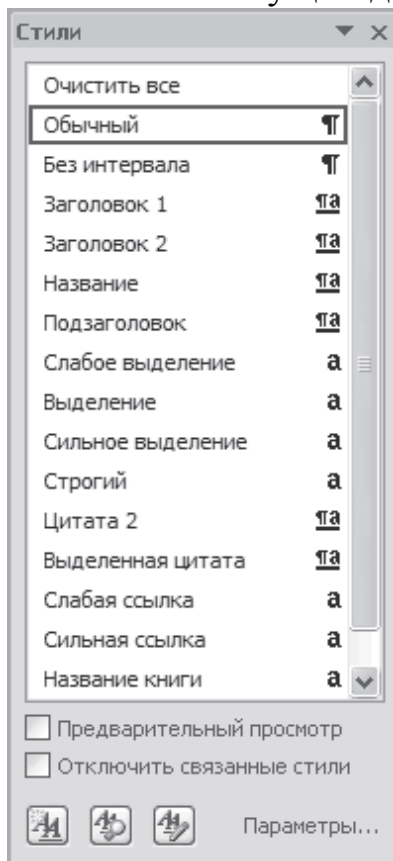 Стили
Очистить все
Обычный ¶
Без интервала ¶
Заголовок 1 ¶a
Заголовок 2 ¶a
Название ¶a
Подзаголовок ¶a
Слабое выделение a
Выделение a
Сильное выделение a
Строгий a
Цитата 2 ¶a
Выделенная цитата ¶a
Слабая ссылка a
Сильная ссылка a
Название книги a
Предварительный просмотр
Отключить связанные стили
Параметры...